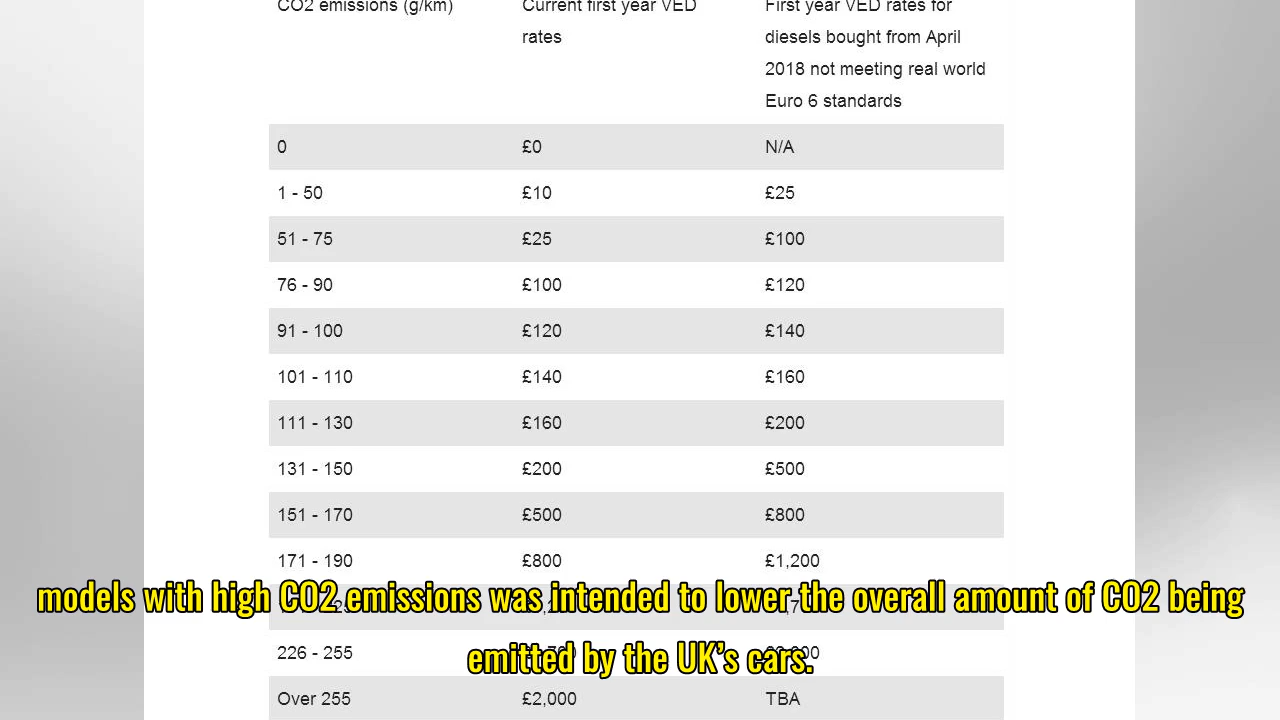 CO2 emissions (g/km) Current first year VED First year VED rates for
rates diesels bought from April
2018 not meeting real world
Euro 6 standards
0 £0 N/A
1 - 50 £10 £25
51 - 75 £25 £100
76 - 90 £100 £120
91 - 100 £120 £140
101 - 110 £140 £160
111 - 130 £160 £200
131 - 150 £200 £500
151 - 170 £500 £800
171 - 190 £800 £1,200
models with high CO2 emissions was intended to lower the overall amount of CO2 being
226 - 255
emitted by the UK’s cars.
Over 255 £2,000 TBA